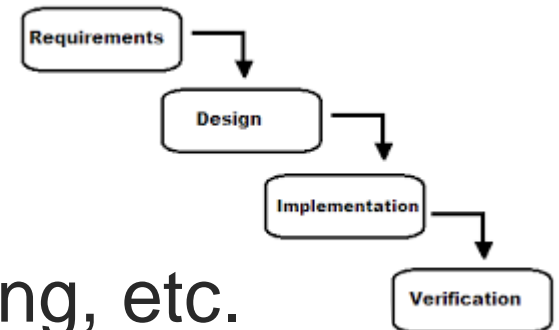 Requirements
Design
Implementation
ng, etc.
Verification